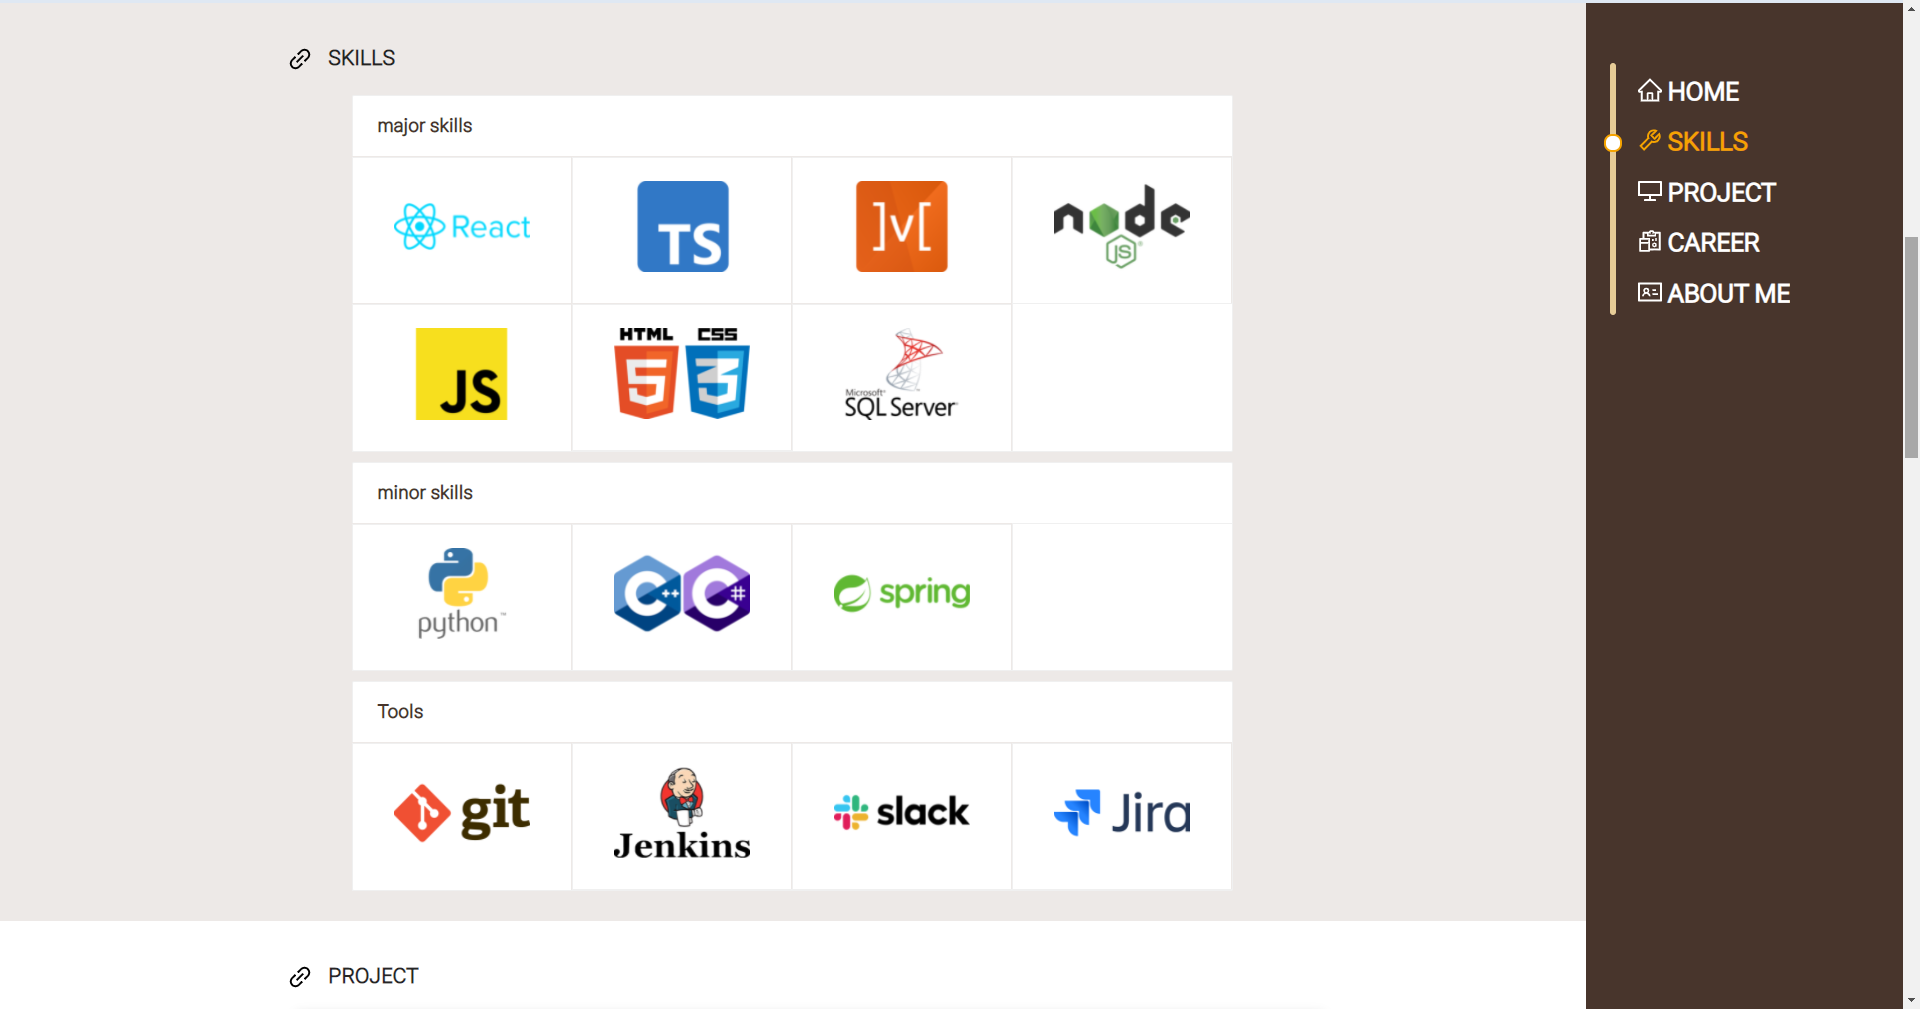 SKILLS
major skills
React
TS
]v[
node
JS
JS
HTML CSS
5 3
Microsoft®
SQL Server
minor skills
python™
C++ C#
spring
Tools
git
Jenkins
slack
Jira
PROJECT
HOME
SKILLS
PROJECT
CAREER
ABOUT ME